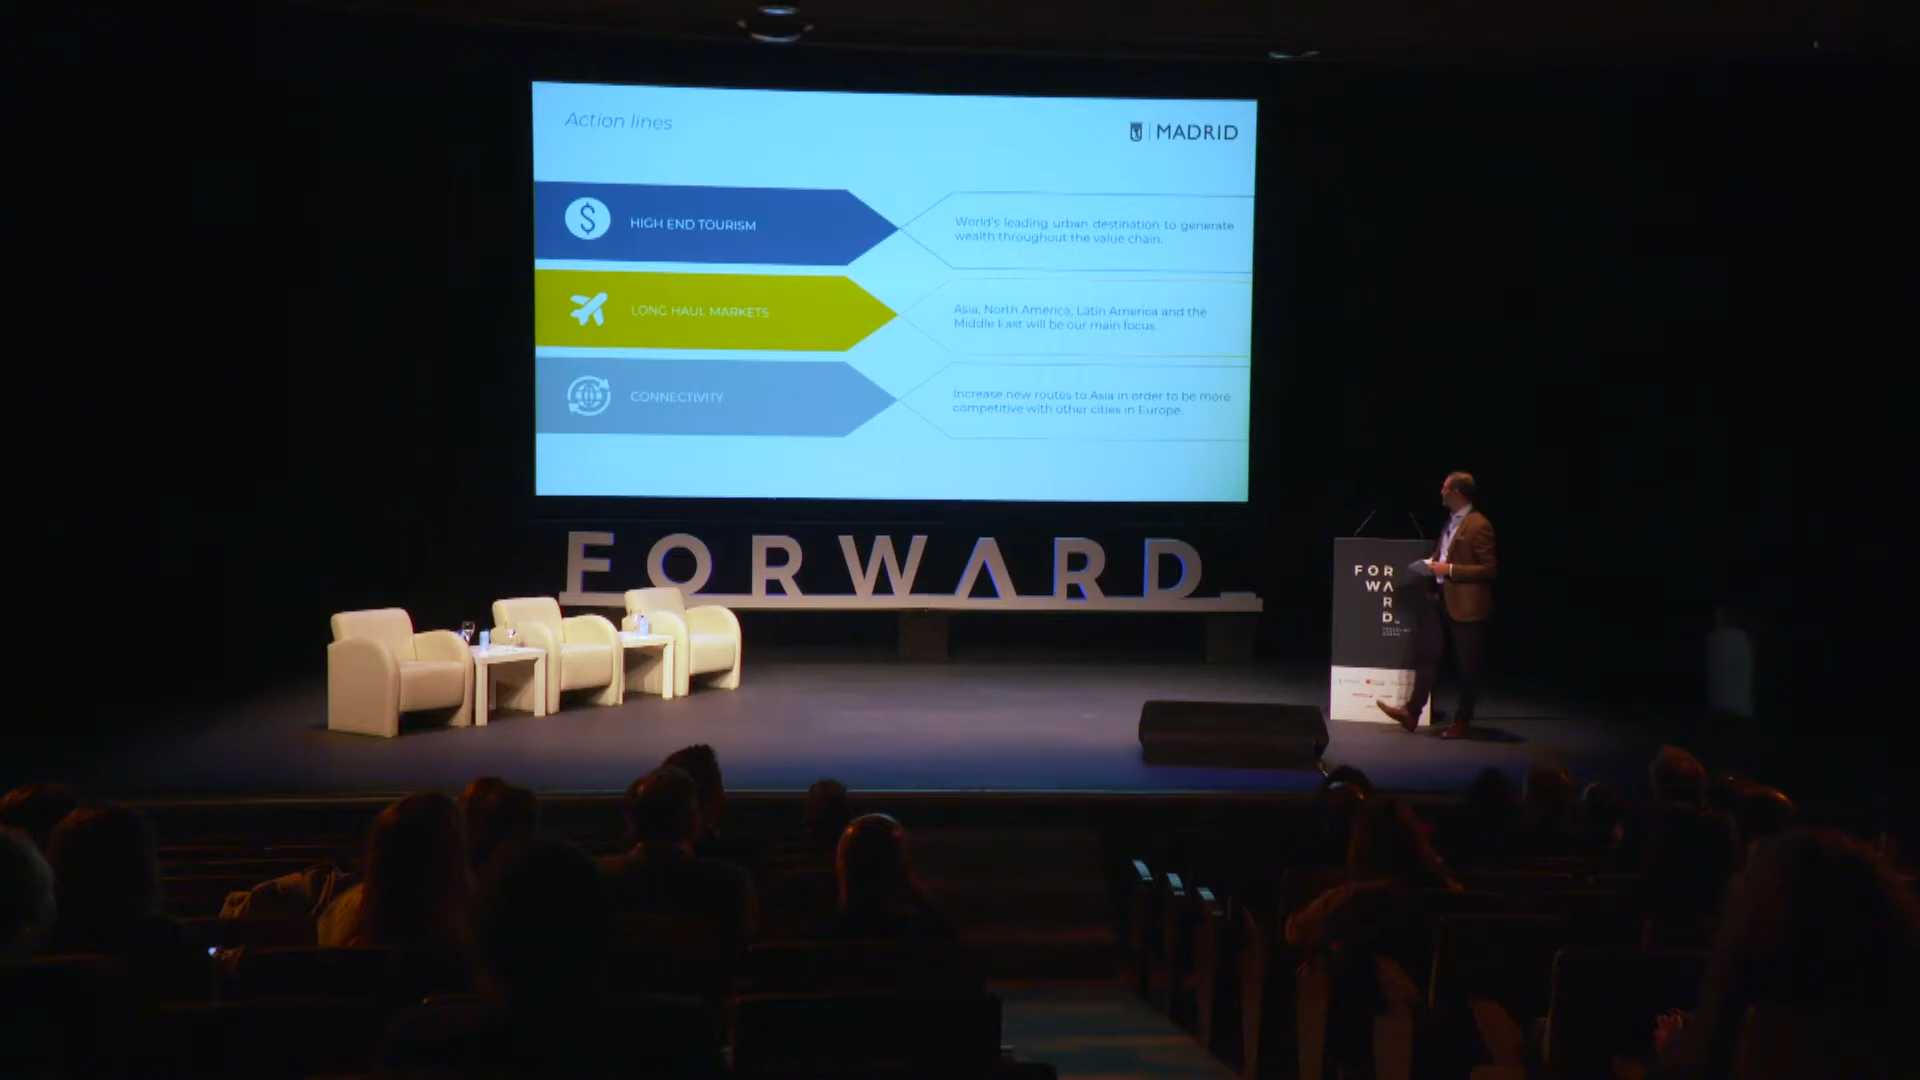 Action lines
MADRID
HIGH END TOURISM
World's leading urban destination to generate
wealth throughout the value chain.
LONG HAUL MARKETS
Asia, North America, Latin America and the
Middle East will be our main focus.
CONNECTIVITY
Increase new routes to Asia in order to be more
competitive with other cities in Europe.
FORWARD_
FOR
WA
R
D_